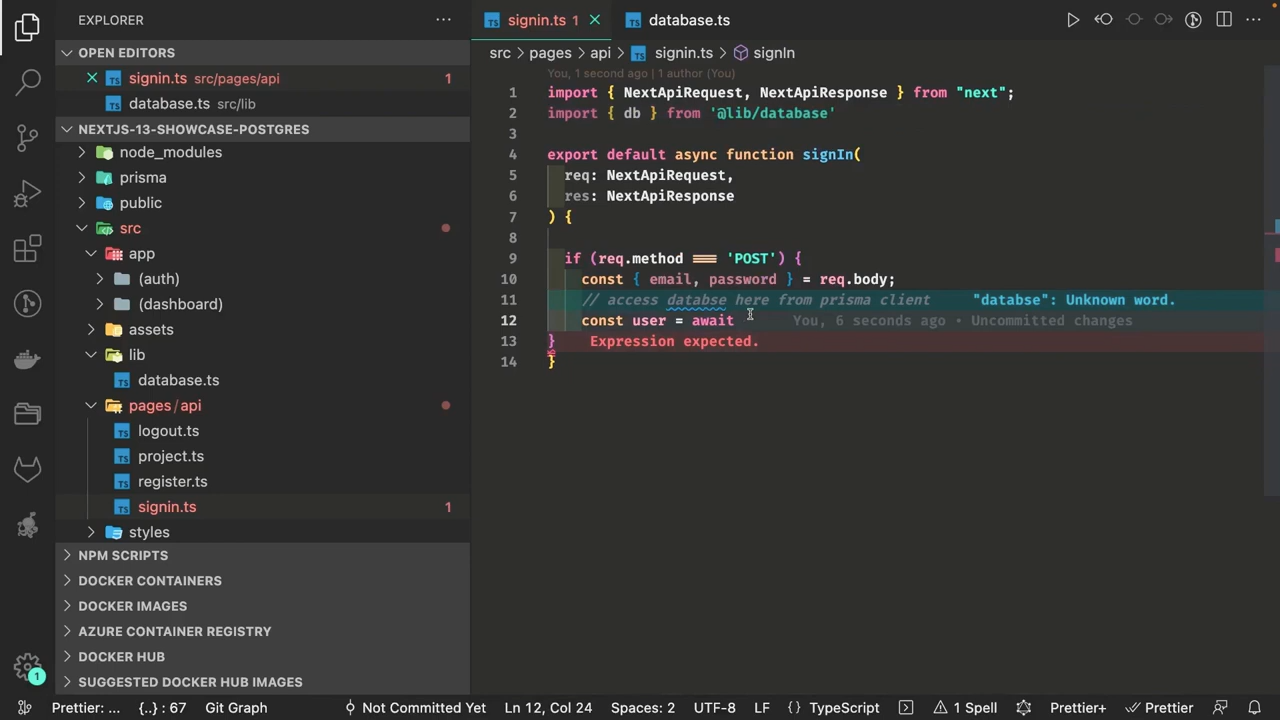 EXPLORER
OPEN EDITORS
signin.ts src/pages/api 1
database.ts src/lib
NEXTJS-13-SHOWCASE-POSTGRES
node_modules
prisma
public
src
app
(auth)
(dashboard)
assets
lib
database.ts
pages/api
logout.ts
project.ts
register.ts
signin.ts 1
styles
NPM SCRIPTS
DOCKER CONTAINERS
DOCKER IMAGES
AZURE CONTAINER REGISTRY
DOCKER HUB
SUGGESTED DOCKER HUB IMAGES
1
signin.ts 1 database.ts
src > pages > api > signin.ts > signIn
You, 1 second ago | 1 author (You)
1 import { NextApiRequest, NextApiResponse } from "next";
2 import { db } from '@lib/database'
3
4 export default async function signIn(
5 req: NextApiRequest,
6 res: NextApiResponse
7 ) {
8
9 if (req.method === 'POST') {
10 const { email, password } = req.body;
11 // access databse here from prisma client "databse": Unknown word.
12 const user = await You, 6 seconds ago • Uncommitted changes
13 } Expression expected.
14 }
Prettier: ... {..} : 67 Git Graph Not Committed Yet Ln 12, Col 24 Spaces: 2 UTF-8 LF {} TypeScript 1 Spell Prettier+ Prettier